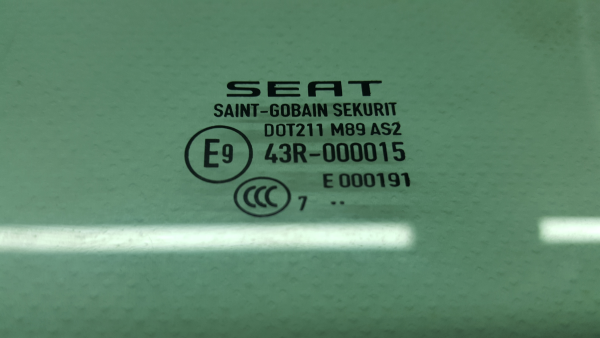 SEAT
SAINT-GOBAIN SEKURIT
DOT211 M89 AS2
E9 43R-000015
E 000191
CCC 7 ..